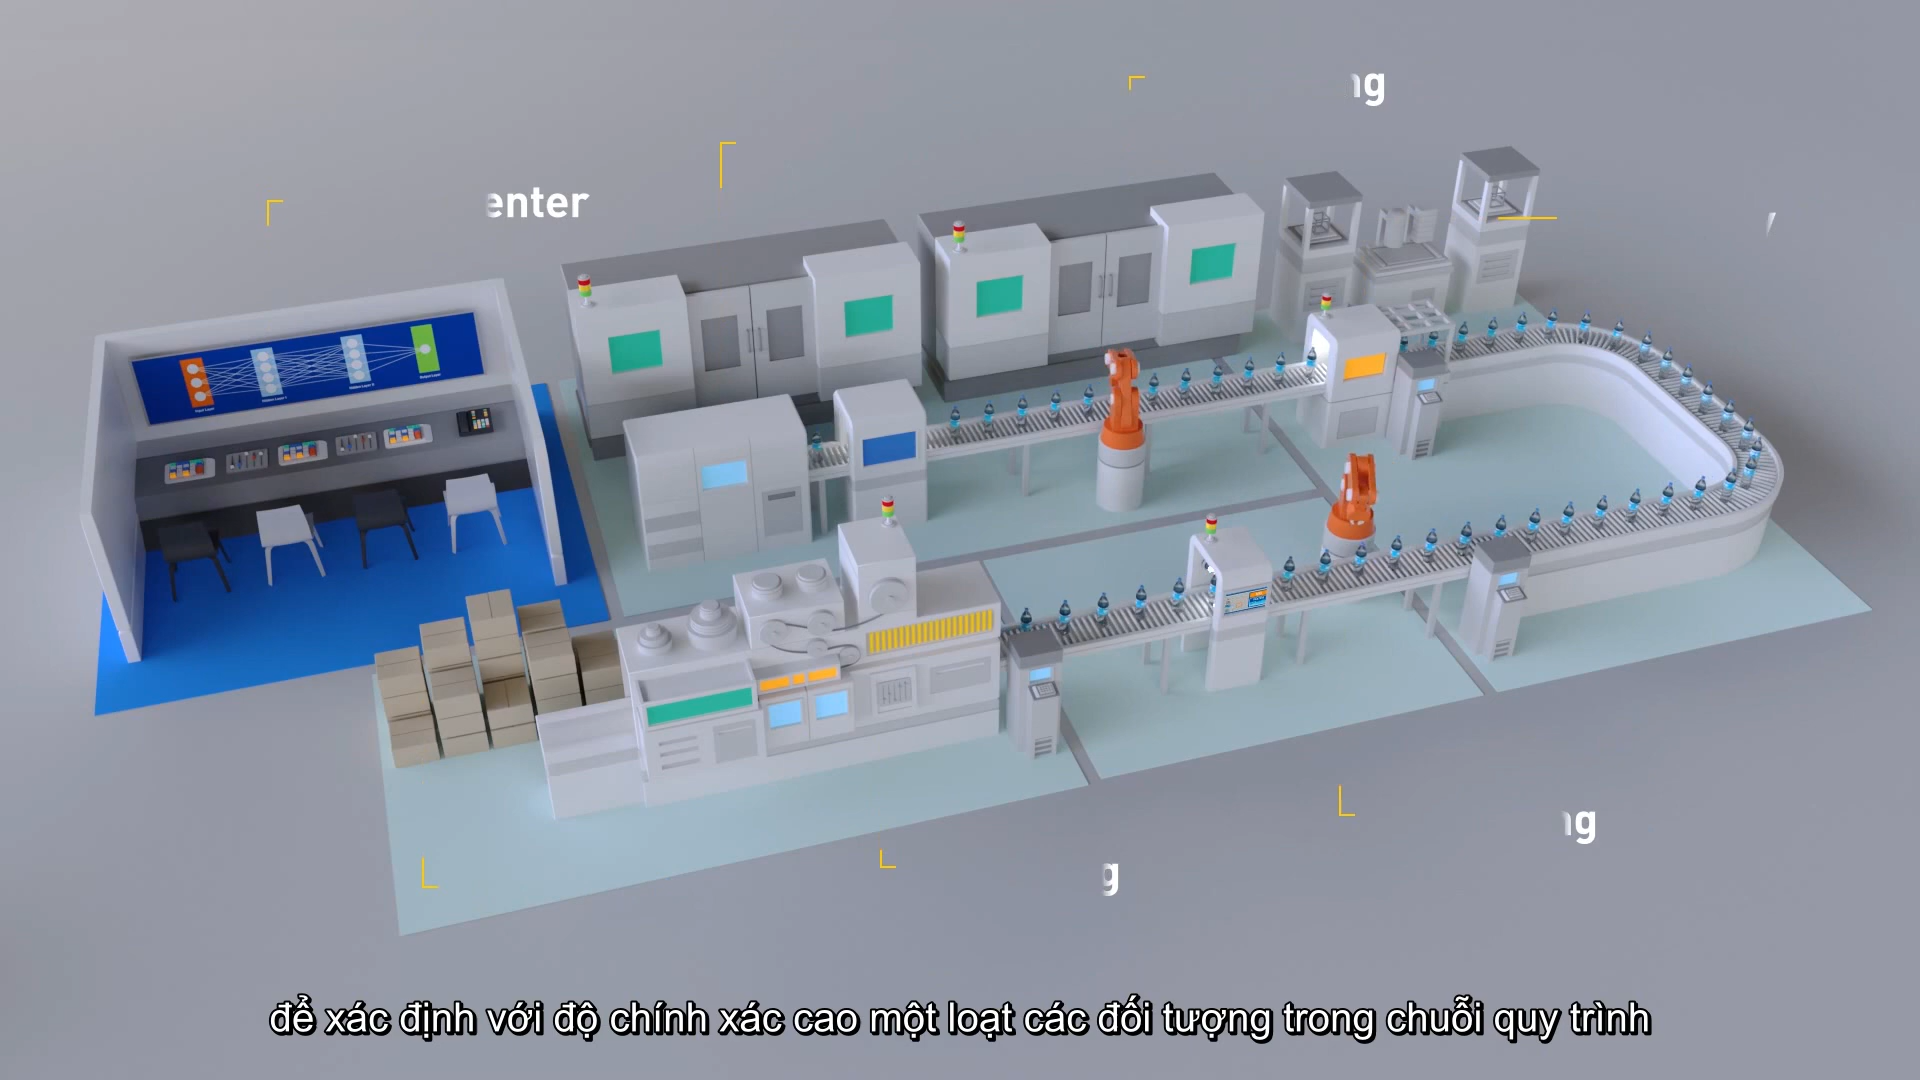 ng
enter
để xác định với độ chính xác cao một loạt các đối tượng trong chuỗi quy trình
ng
g